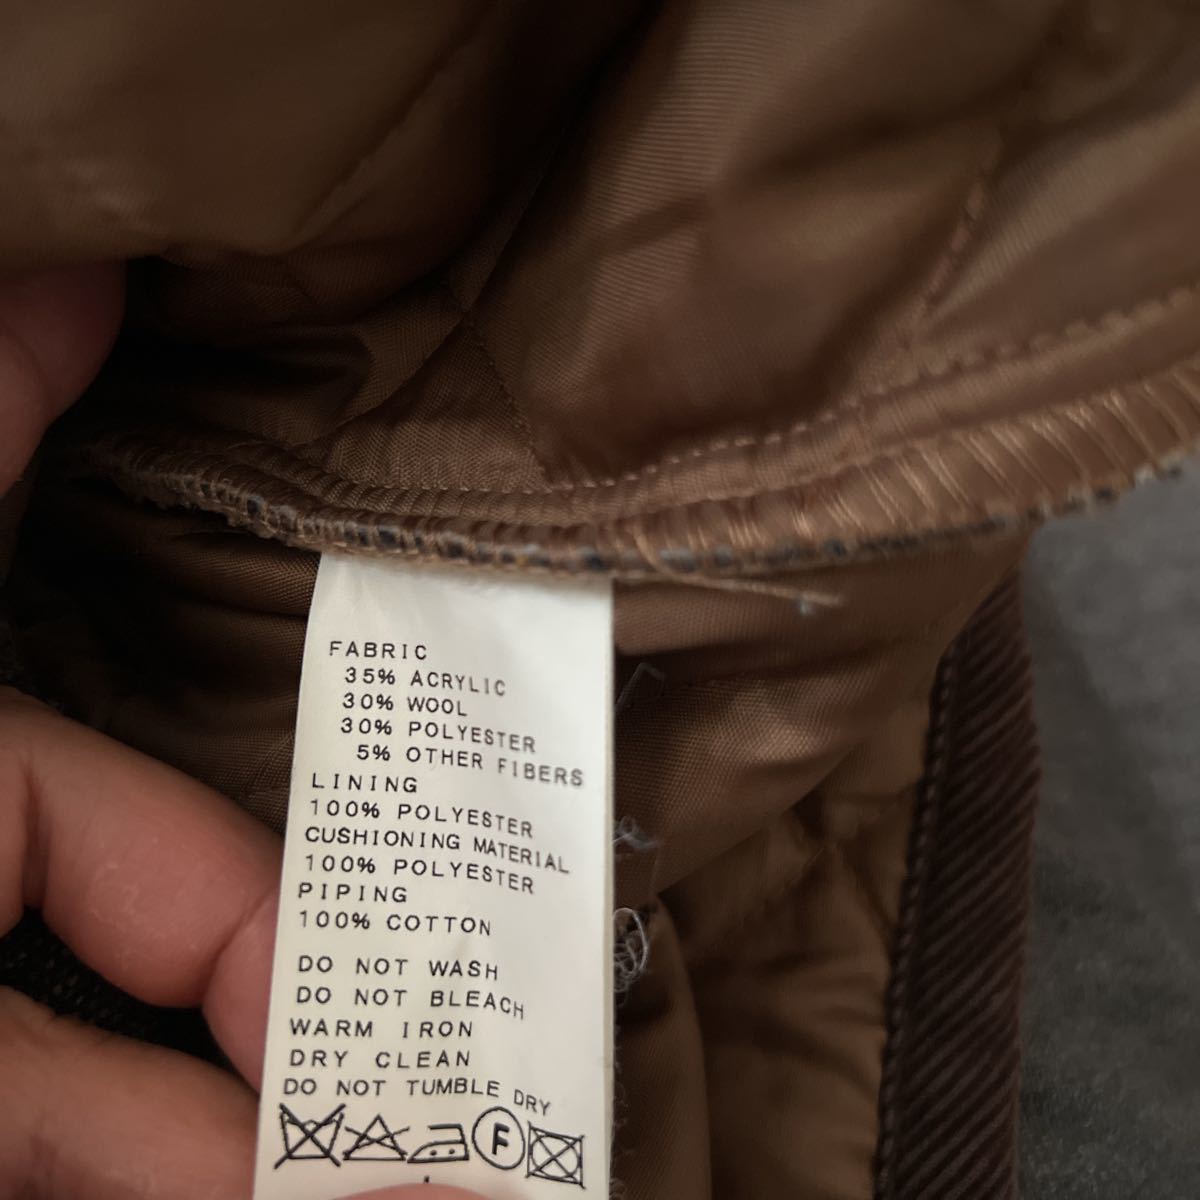 FABRIC
35% ACRYLIC
30% WOOL
30% POLYESTER
5% OTHER FIBERS
LINING
100% POLYESTER
CUSHIONING MATERIAL
100% POLYESTER
PIPING
100% COTTON
DO NOT WASH
DO NOT BLEACH
WARM IRON
DRY CLEAN
DO NOT TUMBLE DRY
F